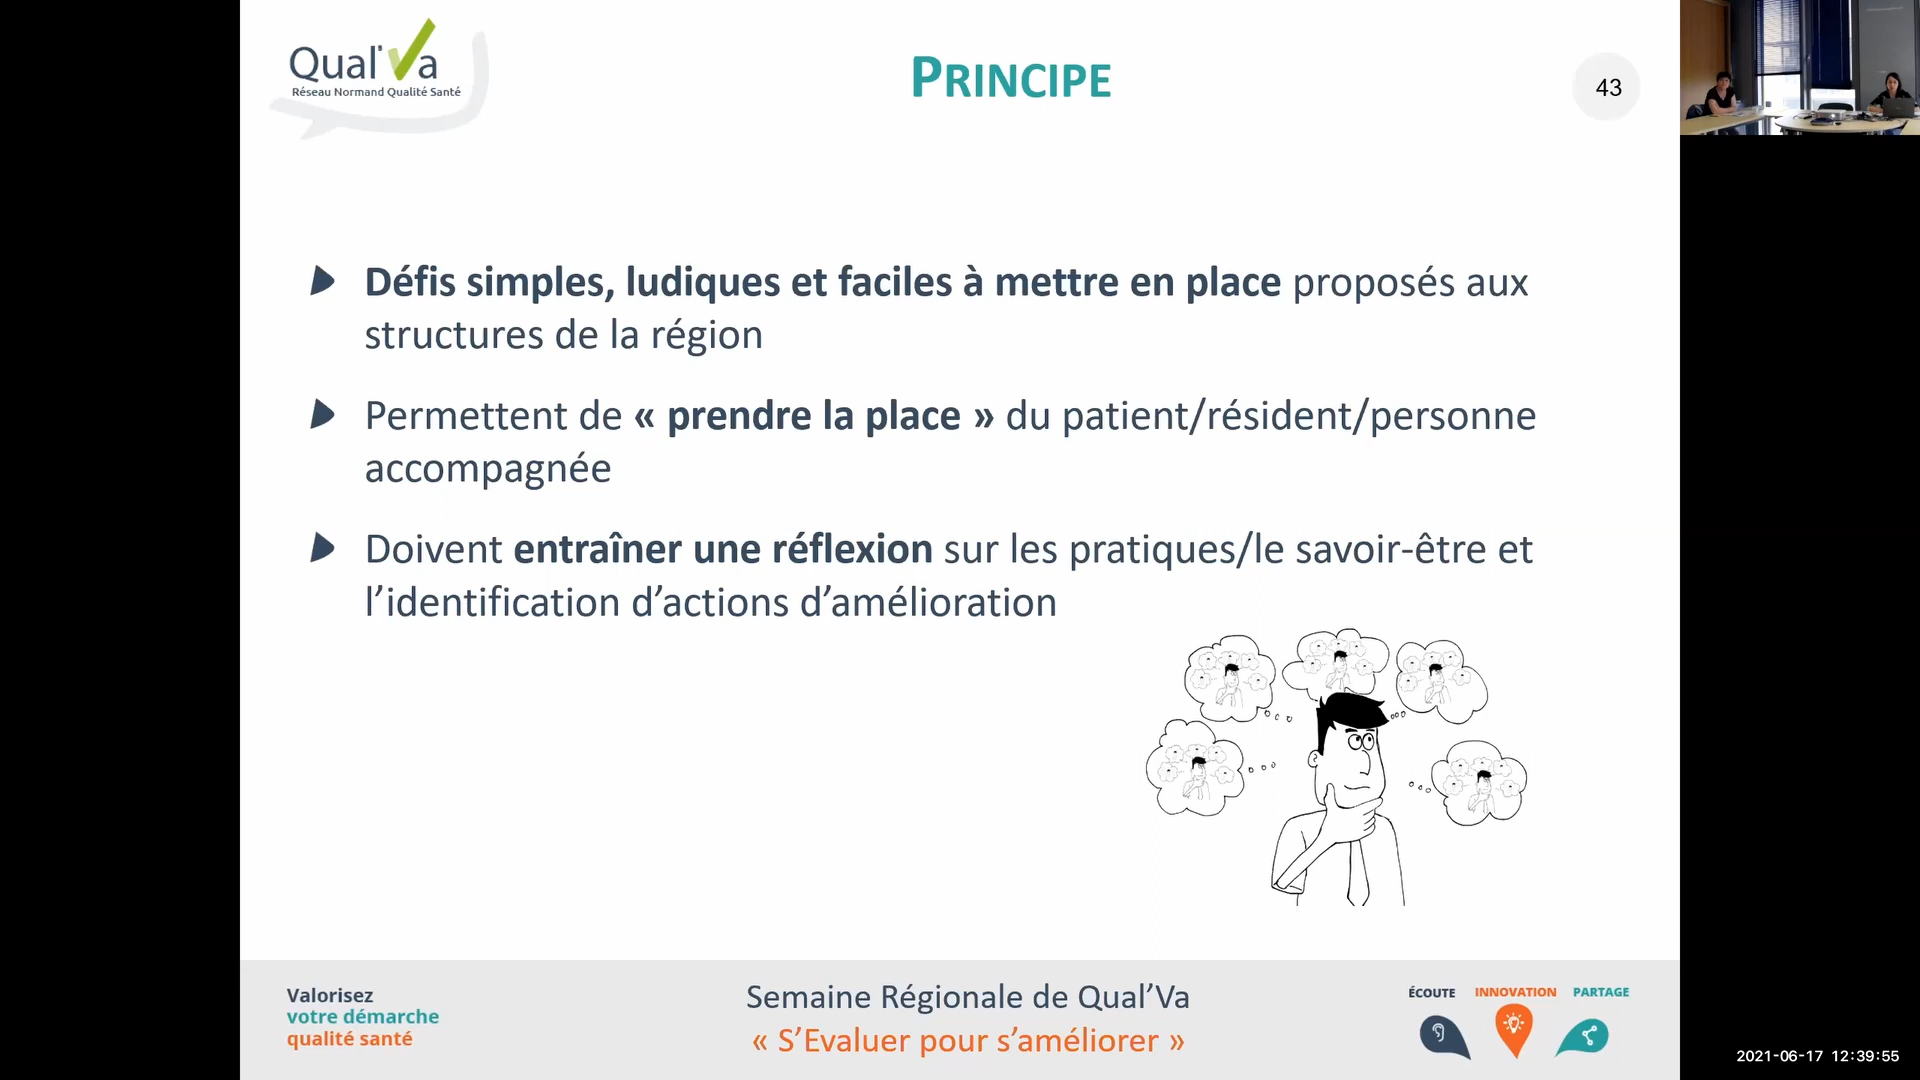 Qual'Va
Réseau Normand Qualité Santé
PRINCIPE
43
Défis simples, ludiques et faciles à mettre en place proposés aux
structures de la région
Permettent de « prendre la place » du patient/résident/personne
accompagnée
Doivent entraîner une réflexion sur les pratiques/le savoir-être et
l’identification d’actions d’amélioration
Valorisez
votre démarche
qualité santé
Semaine Régionale de Qual’Va
« S’Evaluer pour s’améliorer »
ÉCOUTE INNOVATION PARTAGE
2021-06-17 12:39:55